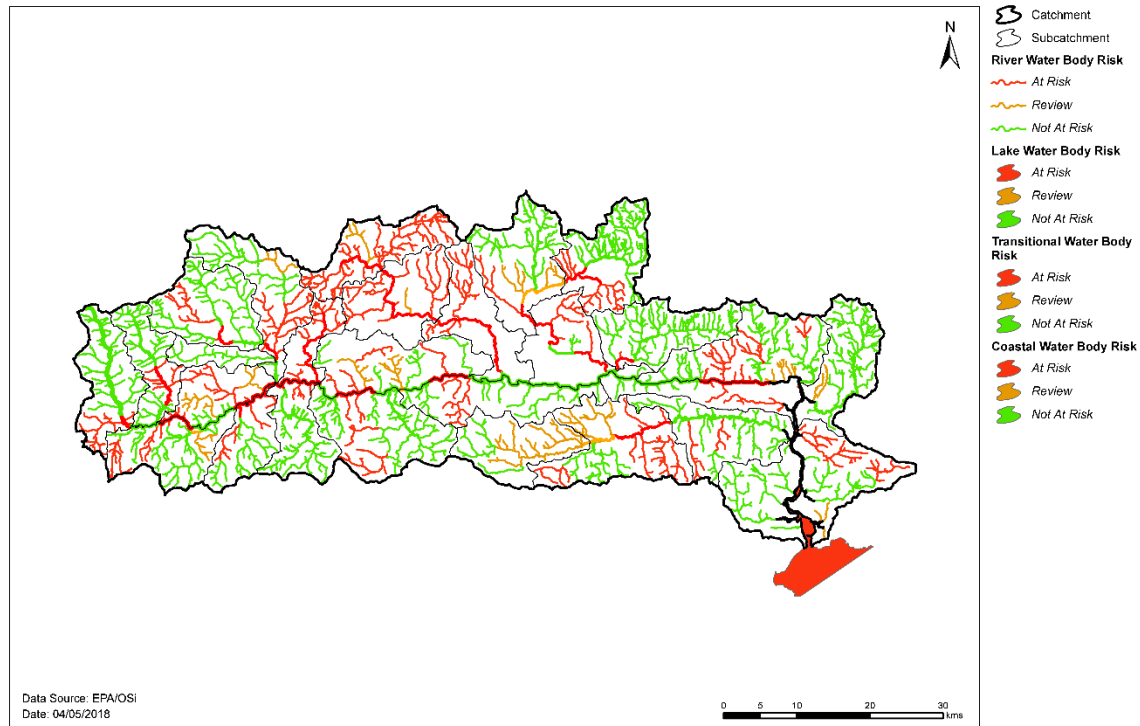 N
Catchment
Subcatchment
River Water Body Risk
At Risk
Review
Not At Risk
Lake Water Body Risk
At Risk
Review
Not At Risk
Transitional Water Body
Risk
At Risk
Review
Not At Risk
Coastal Water Body Risk
At Risk
Review
Not At Risk
Data Source: EPA/OSi
Date: 04/05/2018
0 5 10 20 30
kms